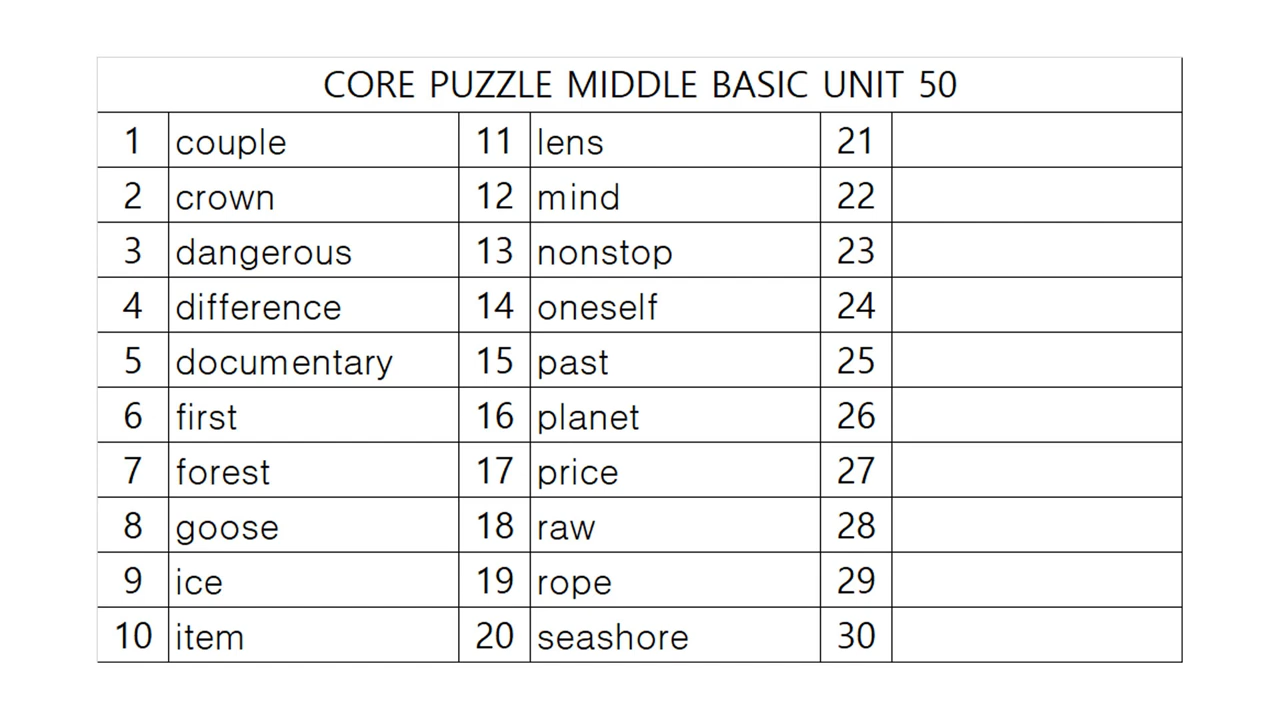 CORE PUZZLE MIDDLE BASIC UNIT 50
1 couple 11 lens 21
2 crown 12 mind 22
3 dangerous 13 nonstop 23
4 difference 14 oneself 24
5 documentary 15 past 25
6 first 16 planet 26
7 forest 17 price 27
8 goose 18 raw 28
9 ice 19 rope 29
10 item 20 seashore 30